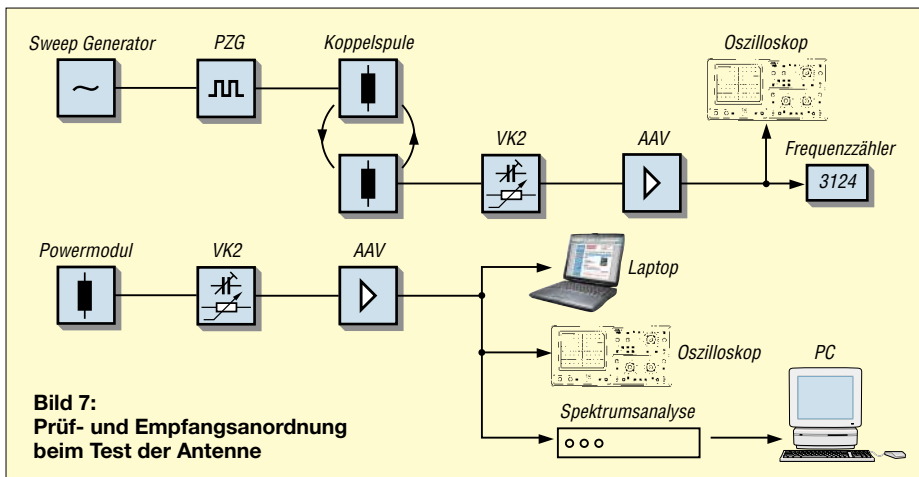 Sweep Generator
PZG
Koppelspule
Oszilloskop
VK2
AAV
Frequenzzähler
3124
Powermodul
VK2
AAV
Laptop
Oszilloskop
PC
Spektrumsanalyse
Bild 7:
Prüf- und Empfangsanordnung
beim Test der Antenne